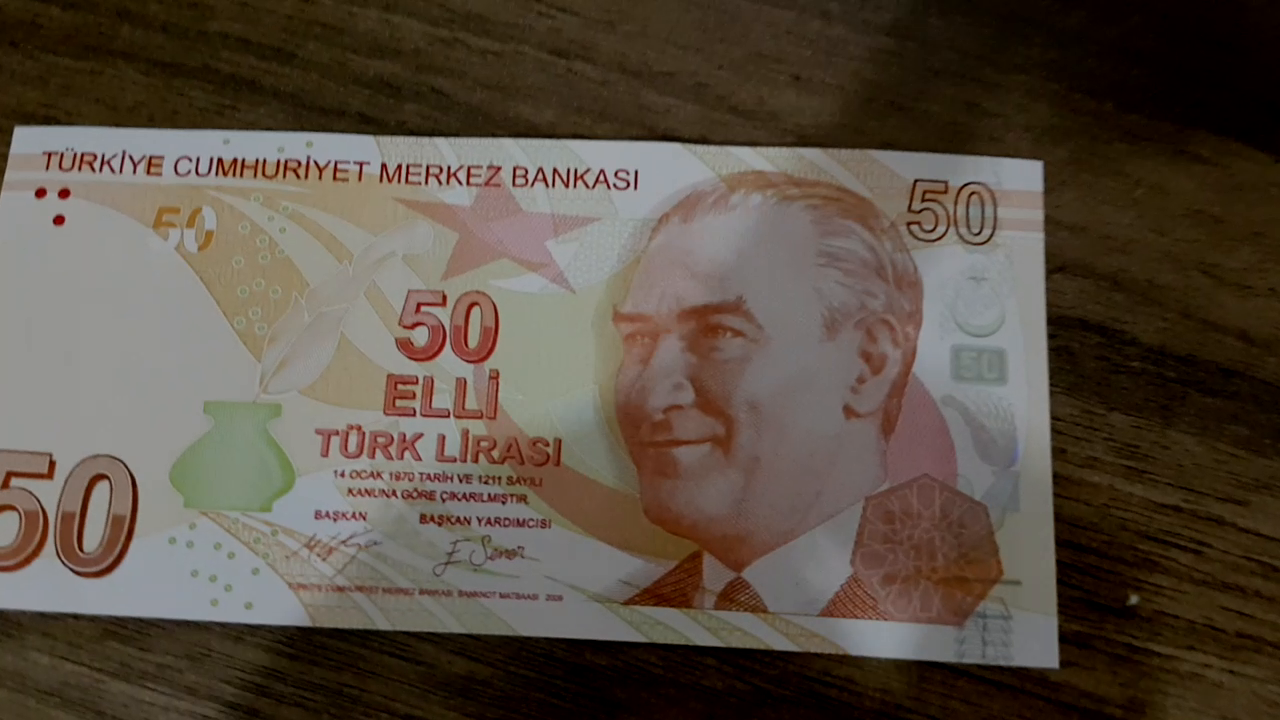 TÜRKİYE CUMHURİYET MERKEZ BANKASI
50
50
50
ELLİ
TÜRK LİRASI
14 OCAK 1970 TARİH VE 1211 SAYILI
KANUNA GÖRE ÇIKARILMIŞTIR.
BAŞKAN BAŞKAN YARDIMCISI
E. Sener
50
50
TÜRKİYE CUMHURİYET MERKEZ BANKASI BANKNOT MATBAASI 2009